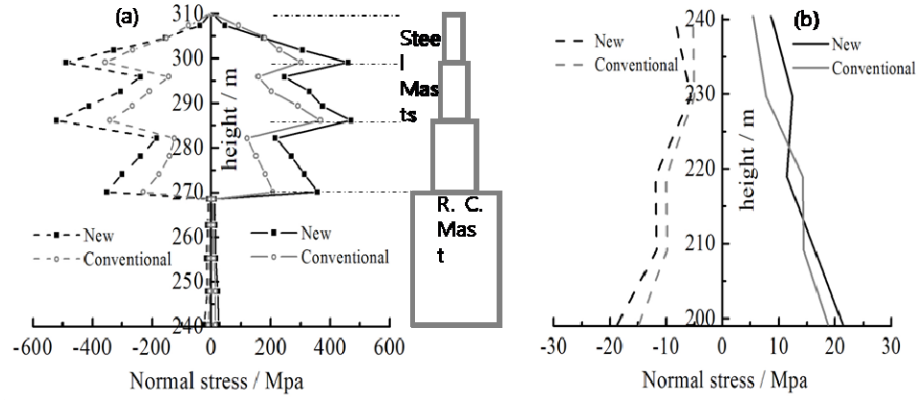 (a)
310
300
290
280
270
260
250
240
height / m
New
Conventional
New
Conventional
-600
-400
-200
0
200
400
600
Normal stress / Mpa
Stee
l
Mas
ts
R. C.
Mas
t
(b)
240
230
220
210
200
height / m
New
Conventional
New
Conventional
-30
-20
-10
0
10
20
30
Normal stress / Mpa